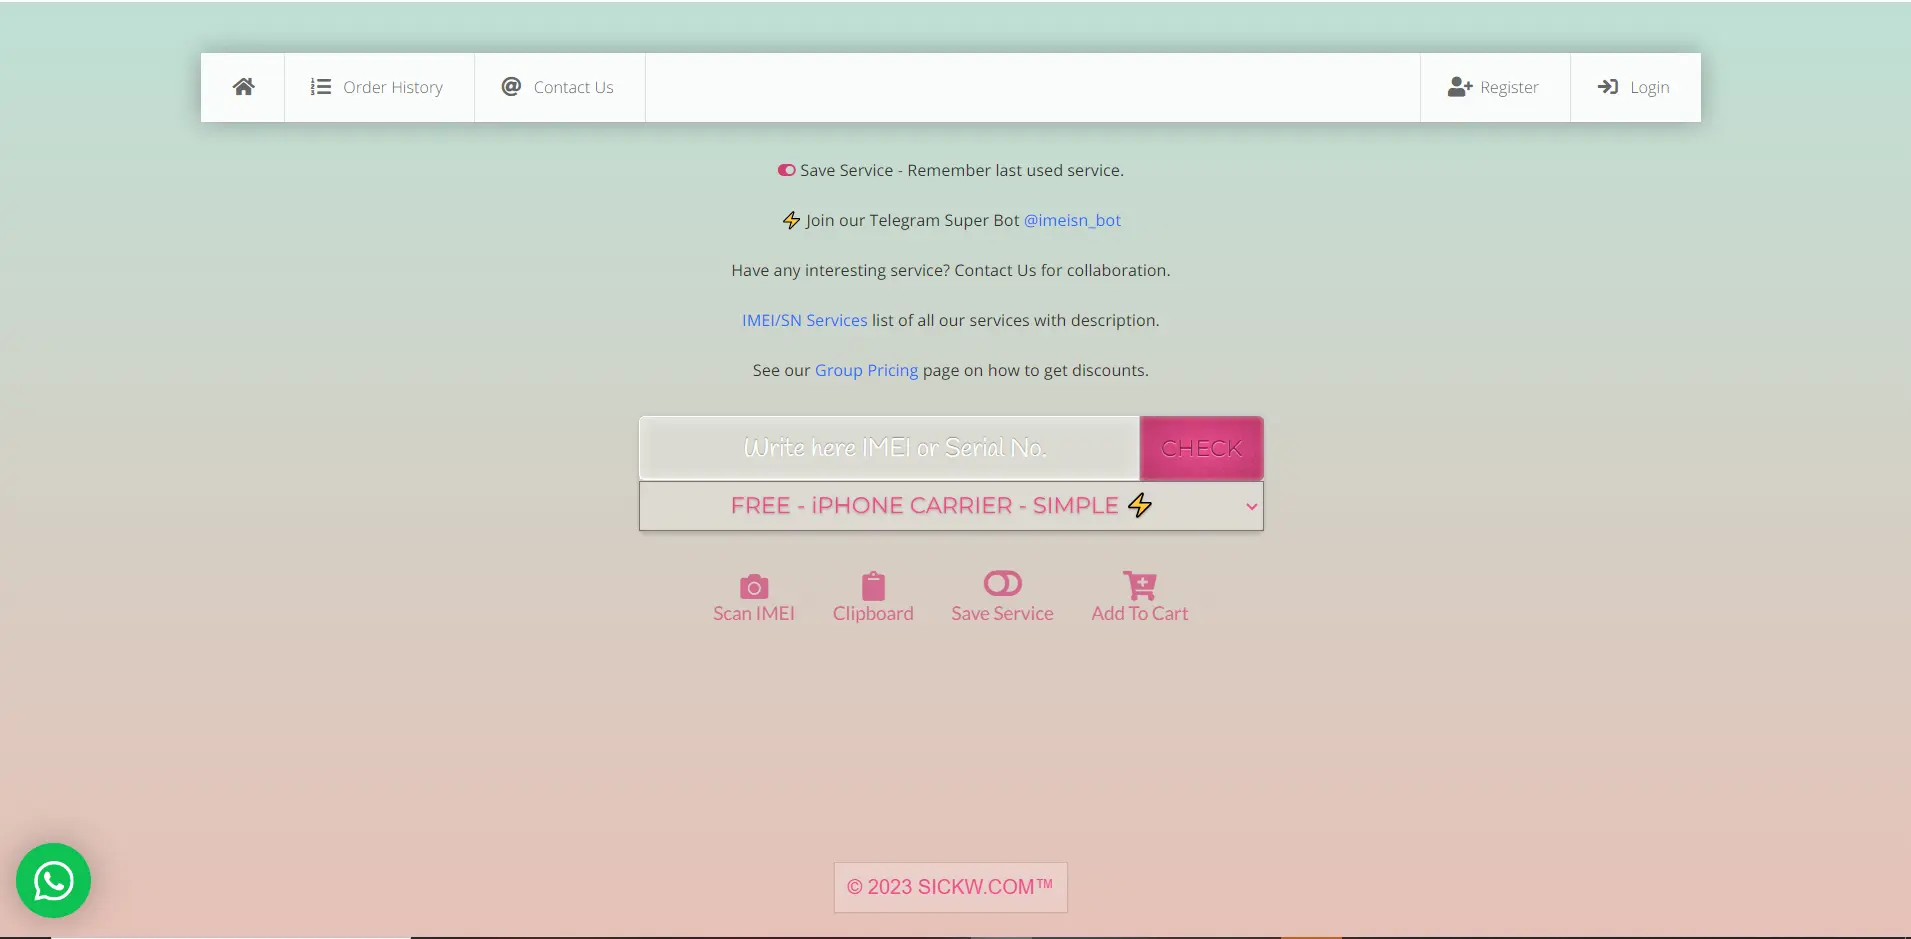 Order History
Contact Us
Register
Login
Save Service - Remember last used service.
Join our Telegram Super Bot @imeisn_bot
Have any interesting service? Contact Us for collaboration.
IMEI/SN Services list of all our services with description.
See our Group Pricing page on how to get discounts.
Write here IMEI or Serial No.
CHECK
FREE - iPHONE CARRIER - SIMPLE ⚡
Scan IMEI
Clipboard
Save Service
Add To Cart
© 2023 SICKW.COM™